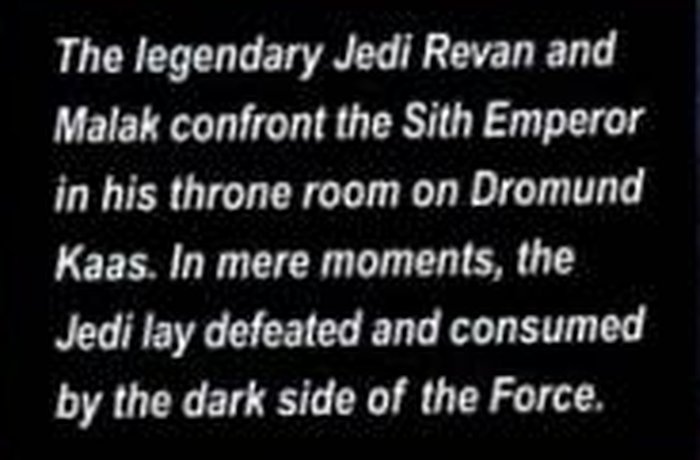 The legendary Jedi Revan and
Malak confront the Sith Emperor
in his throne room on Dromund
Kaas. In mere moments, the
Jedi lay defeated and consumed
by the dark side of the Force.